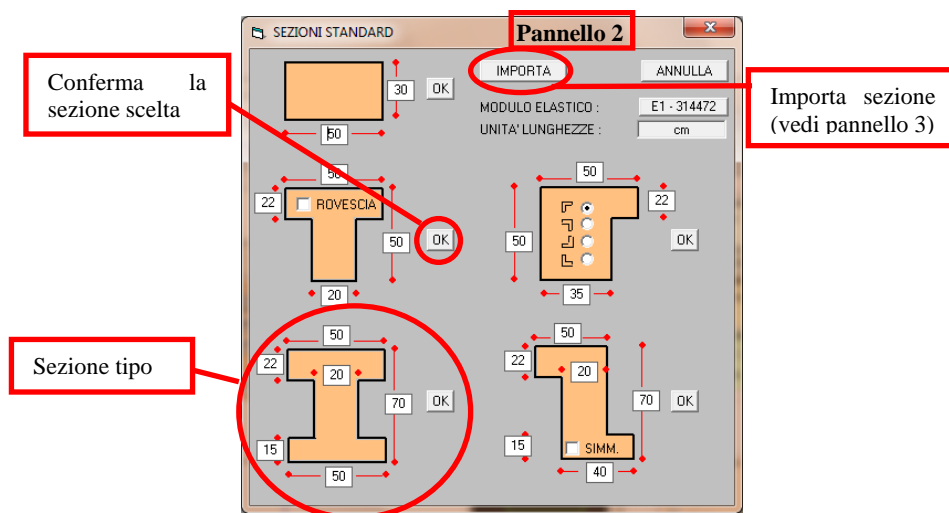 SEZIONI STANDARD
Pannello 2
Conferma la
sezione scelta
30
OK
50
IMPORTA
ANNULLA
MODULO ELASTICO :
E1 - 314472
UNITA' LUNGHEZZE :
cm
Importa sezione
(vedi pannello 3)
50
22
ROVESCIA
50
OK
20
50
22
50
OK
35
Sezione tipo
50
22
20
70
OK
15
50
50
22
20
70
OK
15
SIMM.
40